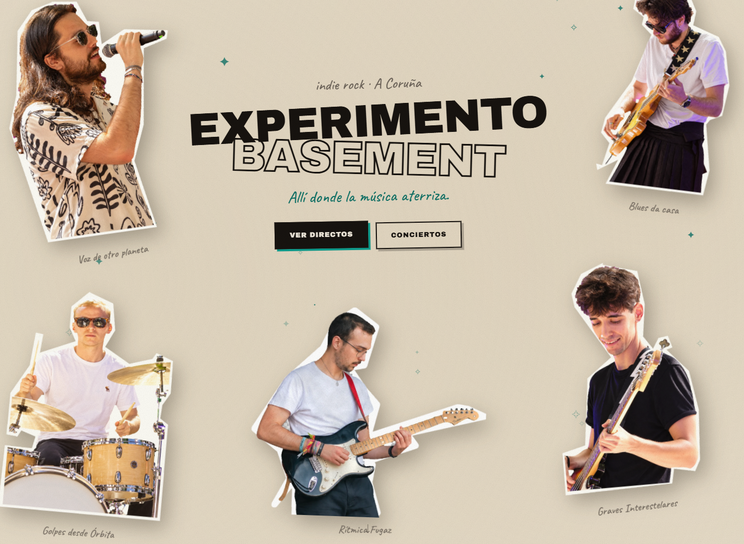 indie rock · A Coruña
EXPERIMENTO
BASEMENT
Allí donde la música aterriza.
VER DIRECTOS
CONCIERTOS
Voz de otro planeta
Blues da casa
Golpes desde Órbita
Rítmica Fugaz
Graves Interestelares